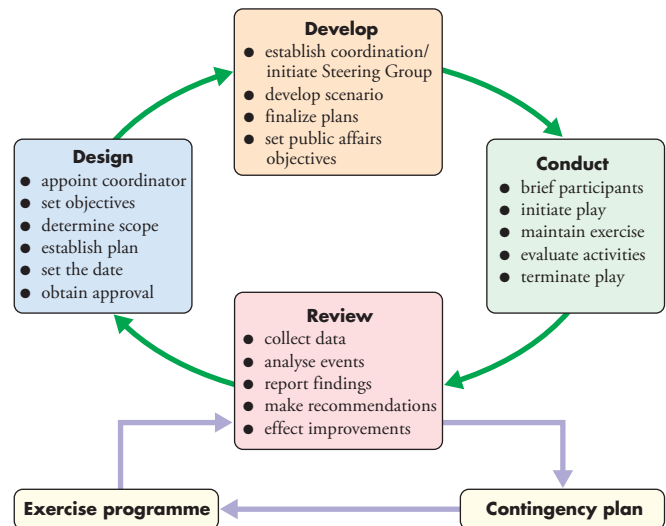 Develop
● establish coordination/
initiate Steering Group
● develop scenario
● finalize plans
● set public affairs
objectives
Design
● appoint coordinator
● set objectives
● determine scope
● establish plan
● set the date
● obtain approval
Conduct
● brief participants
● initiate play
● maintain exercise
● evaluate activities
● terminate play
Review
● collect data
● analyse events
● report findings
● make recommendations
● effect improvements
Exercise programme
Contingency plan